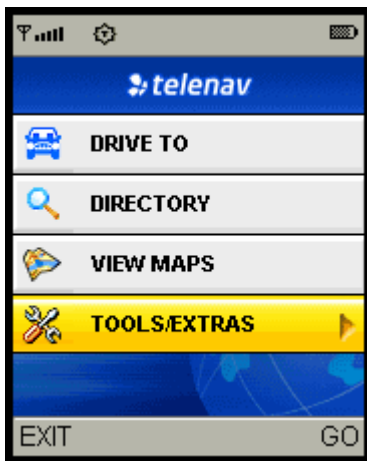 telenav
DRIVE TO
DIRECTORY
VIEW MAPS
TOOLS/EXTRAS
EXIT GO